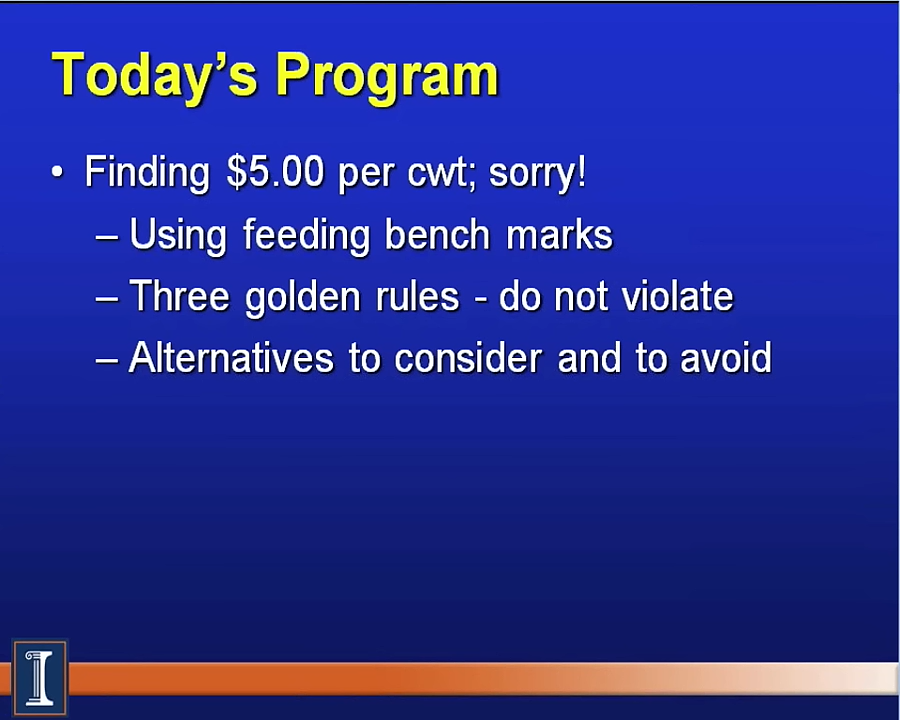 Today's Program
• Finding $5.00 per cwt; sorry!
– Using feeding bench marks
– Three golden rules - do not violate
– Alternatives to consider and to avoid
I